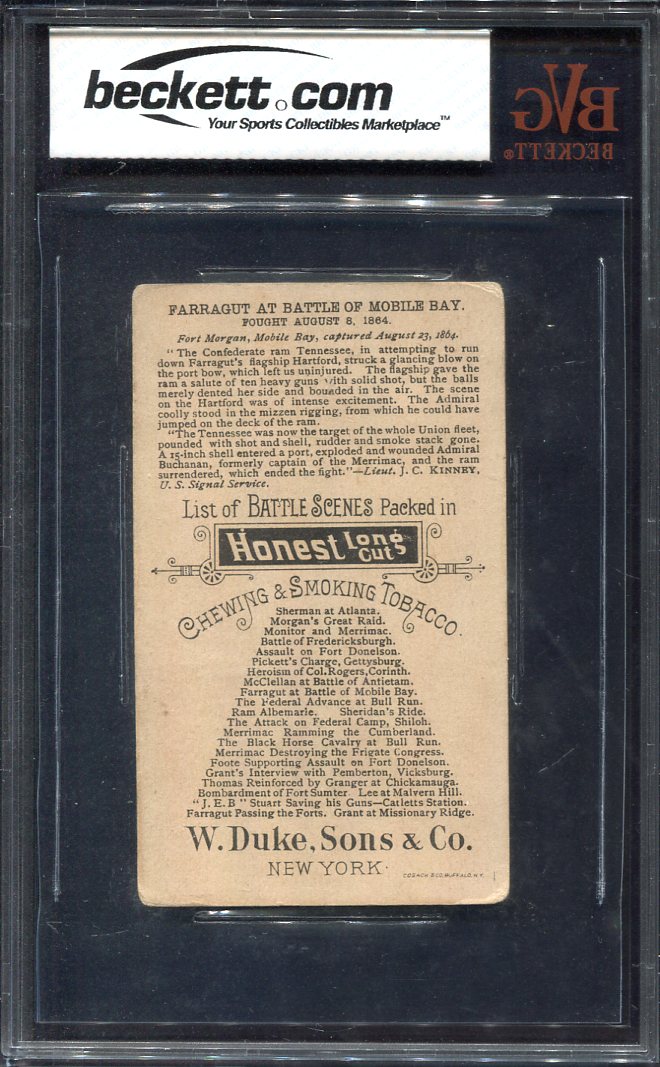 beckett.com
Your Sports Collectibles Marketplace™
BVG
BECKETT®
FARRAGUT AT BATTLE OF MOBILE BAY.
FOUGHT AUGUST 8, 1864.
Fort Morgan, Mobile Bay, captured August 23, 1864.
"The Confederate ram Tennessee, in attempting to run
down Farragut's flagship Hartford, struck a glancing blow on
the port bow, which left us uninjured. The flagship gave the
ram a salute of ten heavy guns with solid shot, but the balls
merely dented her side and bounded in the air. The scene
on the Hartford was of intense excitement. The Admiral
coolly stood in the mizzen rigging, from which he could have
jumped on the deck of the ram.
"The Tennessee was now the target of the whole Union fleet,
pounded with shot and shell, rudder and smoke stack gone.
A 15-inch shell entered a port, exploded and wounded Admiral
Buchanan, formerly captain of the Merrimac, and the ram
surrendered, which ended the fight."—Lieut. J. C. KINNEY,
U. S. Signal Service.
List of BATTLE SCENES Packed in
Honest Long Cut
CHEWING & SMOKING TOBACCO.
Sherman at Atlanta.
Morgan's Great Raid.
Monitor and Merrimac.
Battle of Fredericksburgh.
Assault on Fort Donelson.
Pickett's Charge, Gettysburg.
Heroism of Col. Rogers, Corinth.
McClellan at Battle of Antietam.
Farragut at Battle of Mobile Bay.
The Federal Advance at Bull Run.
Ram Albemarle. Sheridan's Ride.
The Attack on Federal Camp, Shiloh.
Merrimac Ramming the Cumberland.
The Black Horse Cavalry at Bull Run.
Merrimac Destroying the Frigate Congress.
Foote Supporting Assault on Fort Donelson.
Grant's Interview with Pemberton, Vicksburg.
Thomas Reinforced by Granger at Chickamauga.
Bombardment of Fort Sumter. Lee at Malvern Hill.
"J. E. B" Stuart Saving his Guns—Catletts Station.
Farragut Passing the Forts. Grant at Missionary Ridge.
W. Duke, Sons & Co.
NEW YORK.
COSACK & CO. BUFFALO, N.Y.